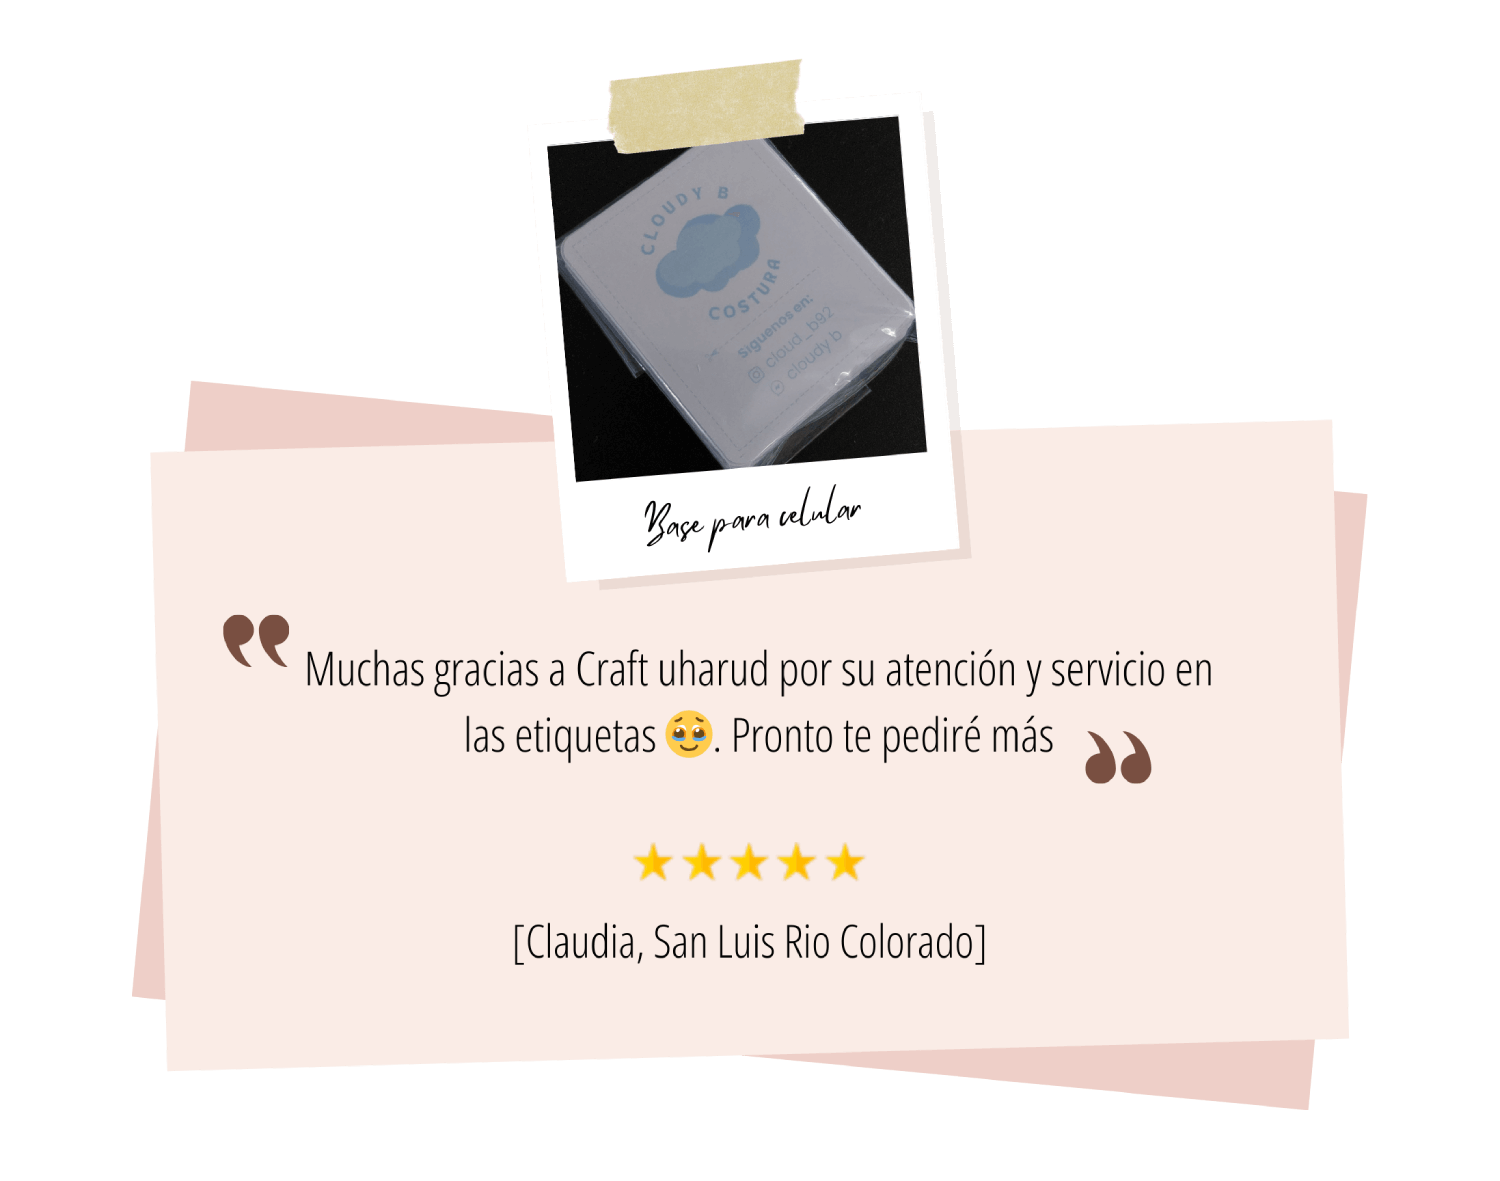 CLOUDY B
COSTURA
Siguenos en:
cloud_b92
cloudy b
Base para celular
Muchas gracias a Craft uharud por su atención y servicio en
las etiquetas 🥹. Pronto te pediré más
[Claudia, San Luis Rio Colorado]